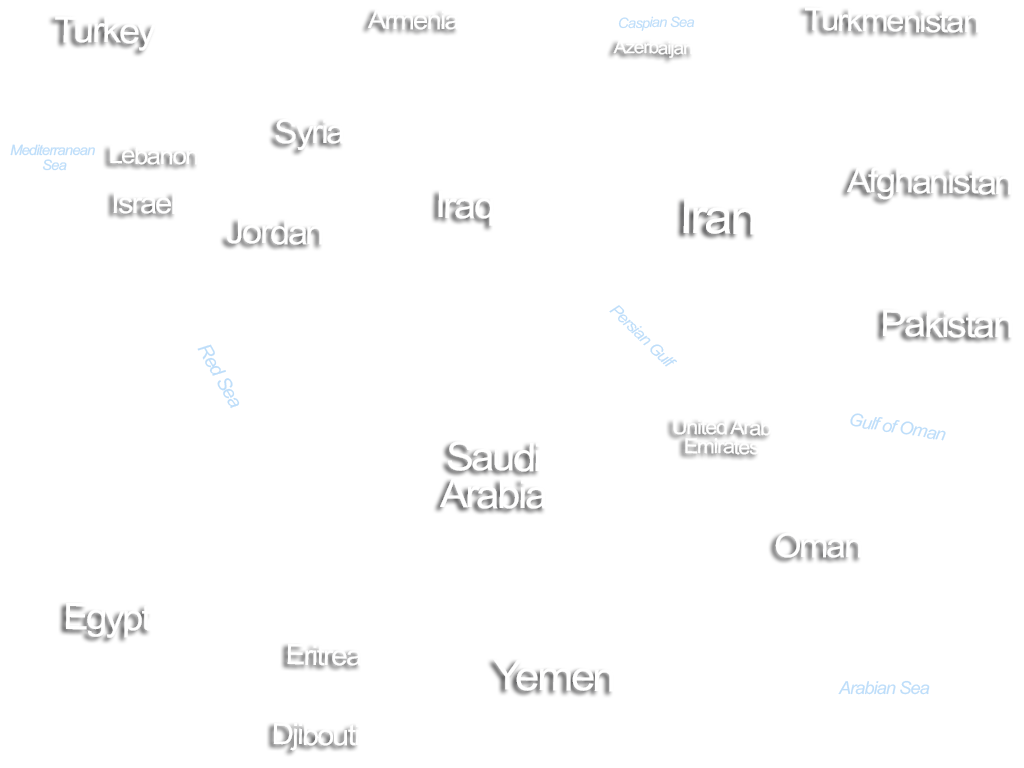 Turkey
Armenia
Caspian Sea
Azerbaijan
Turkmenistan
Syria
Mediterranean
Sea
Lebanon
Israel
Jordan
Iraq
Iran
Afghanistan
Persian Gulf
Pakistan
Red Sea
United Arab
Emirates
Gulf of Oman
Saudi
Arabia
Oman
Egypt
Eritrea
Yemen
Arabian Sea
Djibouti